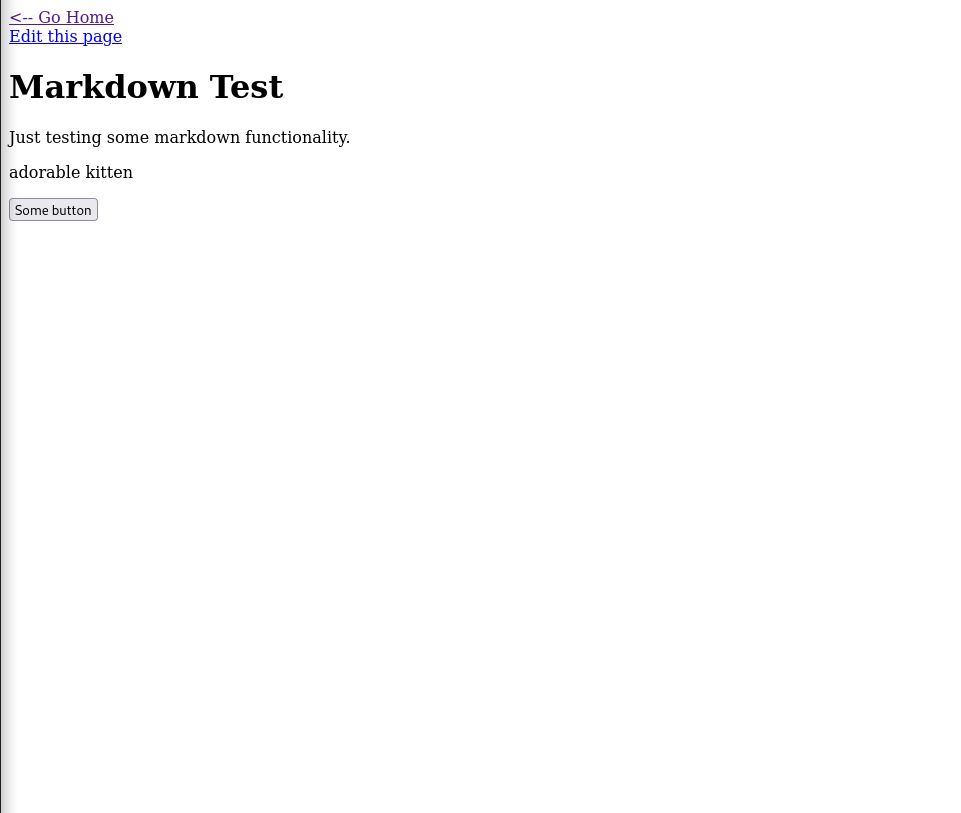 <-- Go Home
Edit this page
Markdown Test
Just testing some markdown functionality.
adorable kitten
Some button